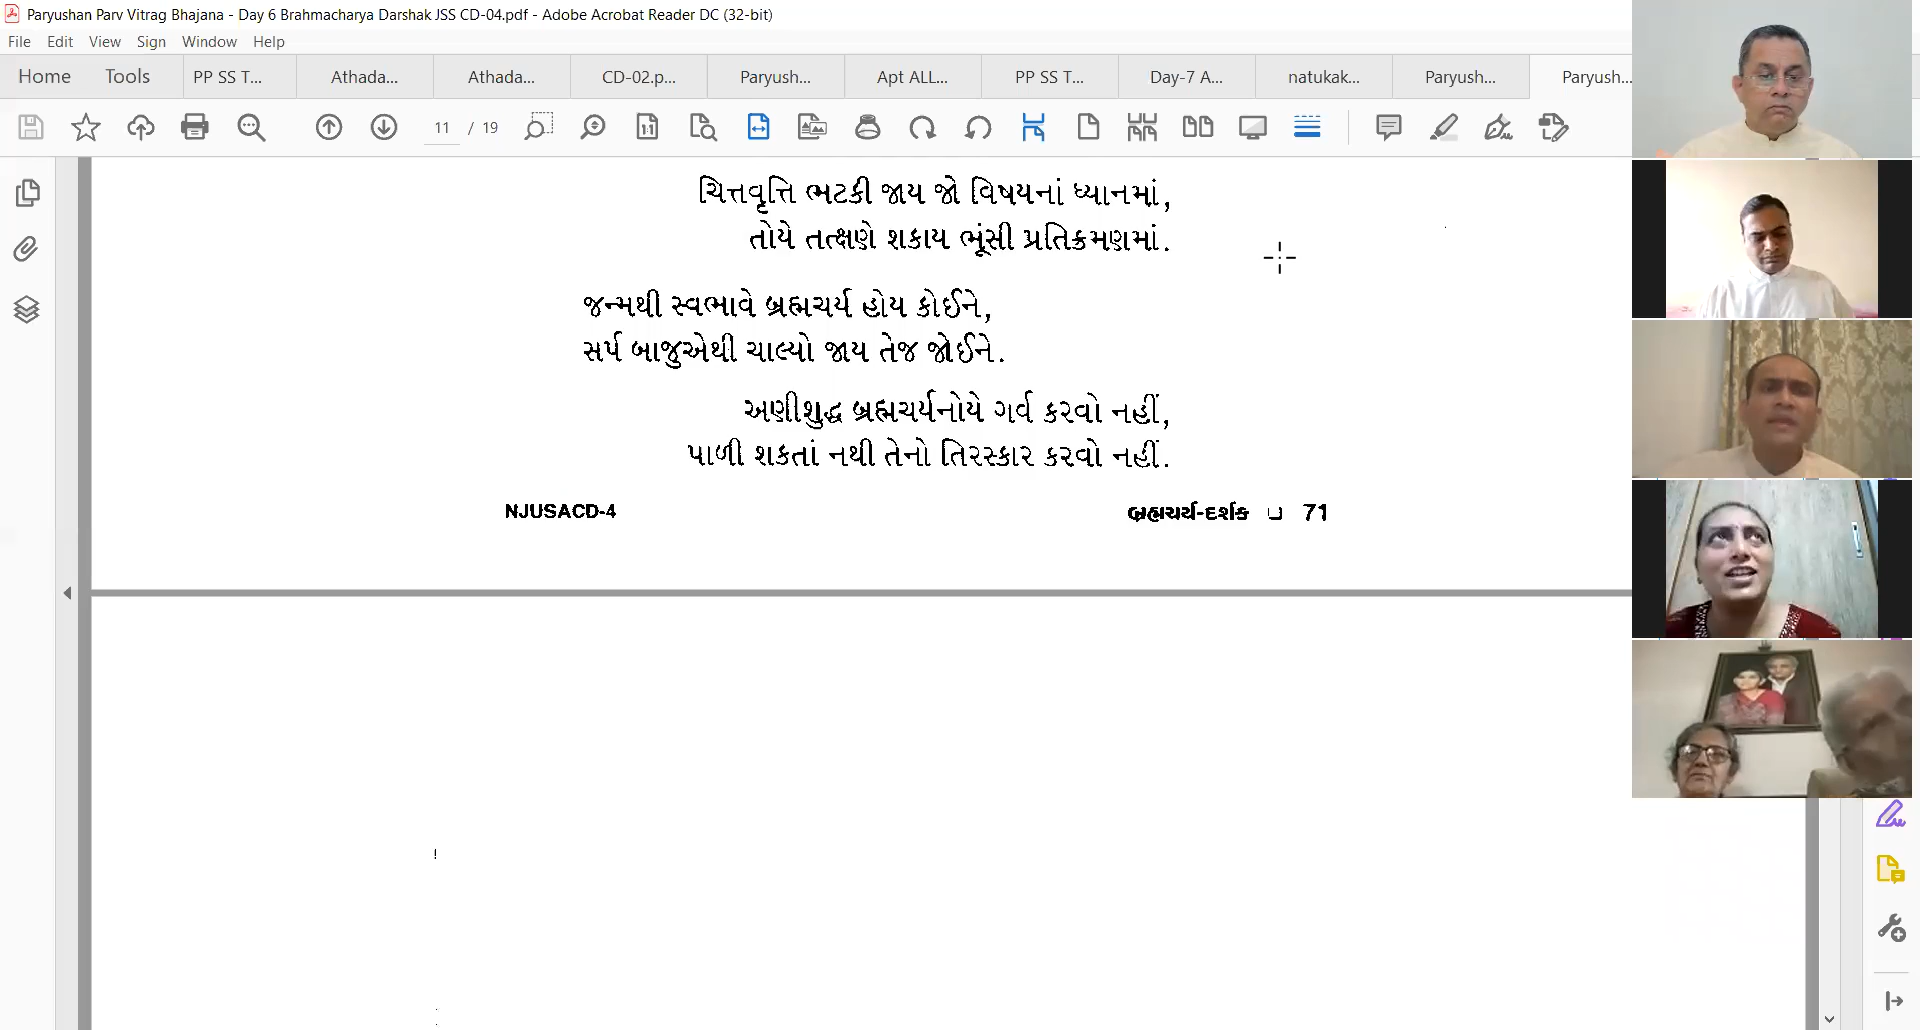 Paryushan Parv Vitrag Bhajana - Day 6 Brahmacharya Darshak JSS CD-04.pdf - Adobe Acrobat Reader DC (32-bit)
File Edit View Sign Window Help
Home Tools PP SS T... Athada... Athada... CD-02.p... Paryush... Apt ALL... PP SS T... Day-7 A... natukak... Paryush... Paryush...
11 / 19
ચિત્તવૃત્તિ ભટકી જાય જો વિષયનાં ધ્યાનમાં,
તોયે તત્ક્ષણે શકાય ભૂંસી પ્રતિક્રમણમાં.
જન્મથી સ્વભાવે બ્રહ્મચર્ય હોય કોઈને,
સર્પ બાજુએથી ચાલ્યો જાય તેજ જોઈને.
અણીશુદ્ધ બ્રહ્મચર્યનોયે ગર્વ કરવો નહીં,
પાળી શકતાં નથી તેનો તિરસ્કાર કરવો નહીં.
NJUSACD-4 બ્રહ્મચર્ય-દર્શક ❑ 71